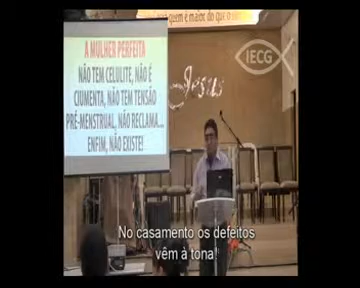 quem é maior do que o
IECG
A MULHER PERFEITA
NÃO TEM CELULITE, NÃO É
CIUMENTA, NÃO TEM TENSÃO
PRÉ-MENSTRUAL, NÃO RECLAMA...
ENFIM, NÃO EXISTE!
Jesus
No casamento os defeitos
vêm à tona!